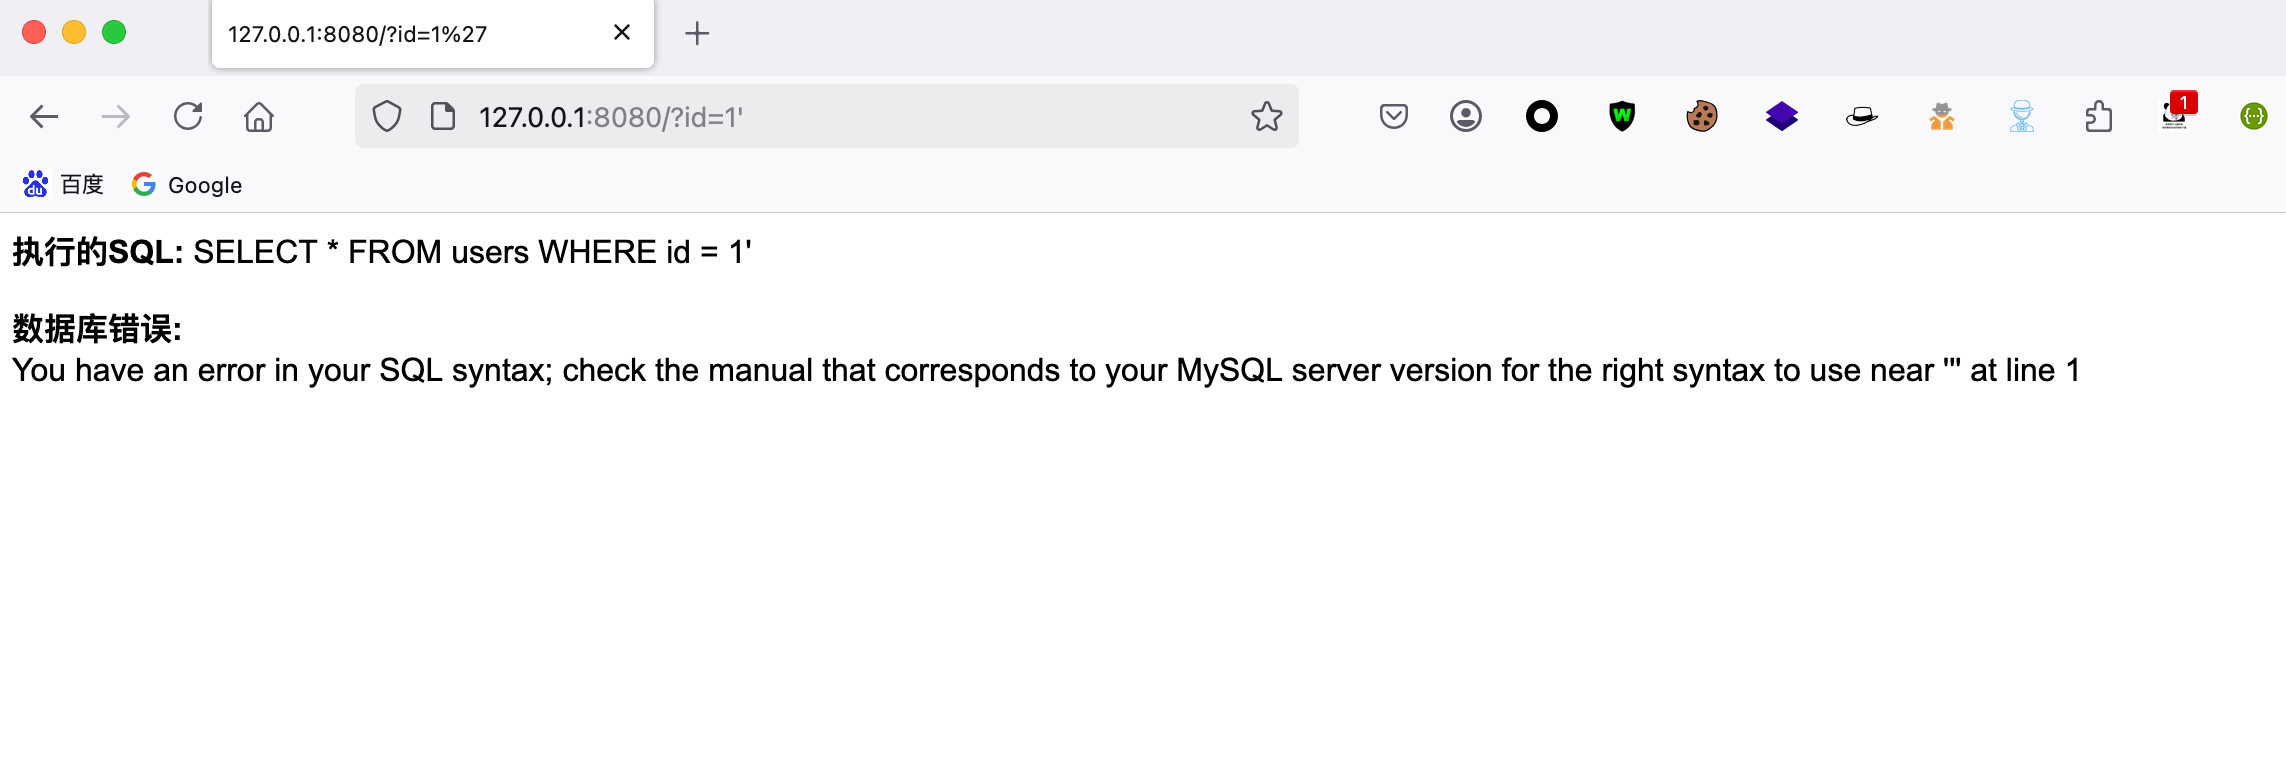 127.0.0.1:8080/?id=1%27
127.0.0.1:8080/?id=1'
W
1
{···}
du 百度 G Google
执行的SQL: SELECT * FROM users WHERE id = 1'
数据库错误:
You have an error in your SQL syntax; check the manual that corresponds to your MySQL server version for the right syntax to use near ''' at line 1